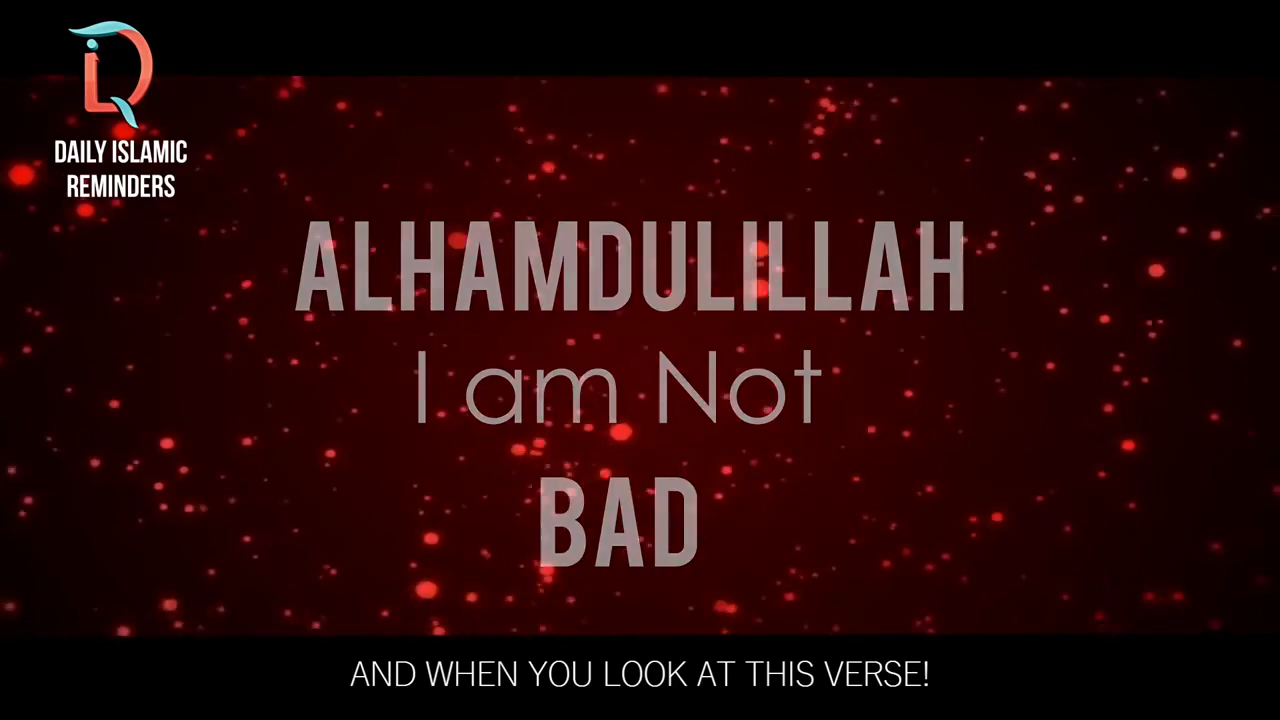 DAILY ISLAMIC
REMINDERS
ALHAMDULILLAH
I am Not
BAD
AND WHEN YOU LOOK AT THIS VERSE!